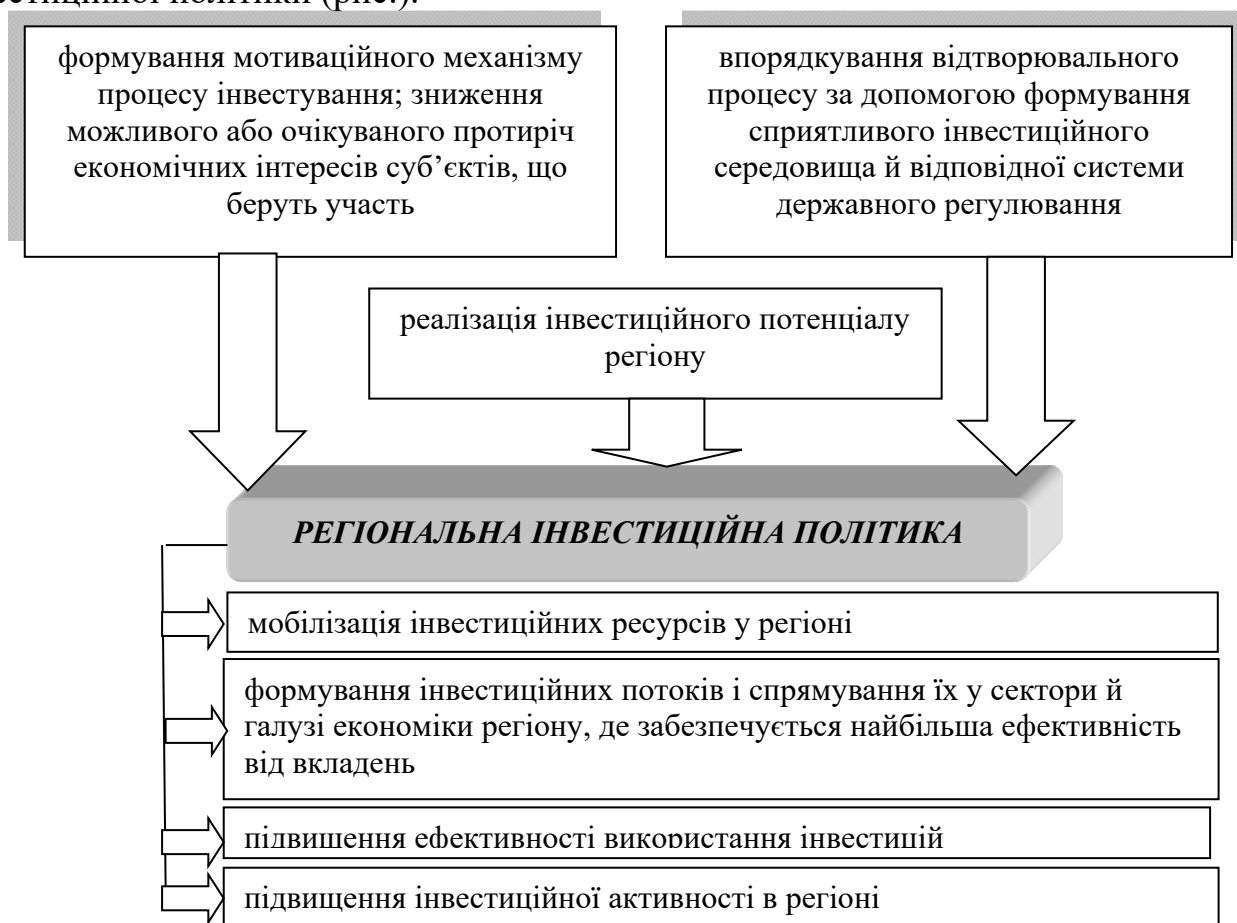 політики (рис.).
формування мотиваційного механізму
процесу інвестування; зниження
можливого або очікуваного протиріч
економічних інтересів суб’єктів, що
беруть участь
впорядкування відтворювального
процесу за допомогою формування
сприятливого інвестиційного
середовища й відповідної системи
державного регулювання
реалізація інвестиційного потенціалу
регіону
РЕГІОНАЛЬНА ІНВЕСТИЦІЙНА ПОЛІТИКА
мобілізація інвестиційних ресурсів у регіоні
формування інвестиційних потоків і спрямування їх у сектори й
галузі економіки регіону, де забезпечується найбільша ефективність
від вкладень
підвищення ефективності використання інвестицій
підвищення інвестиційної активності в регіоні